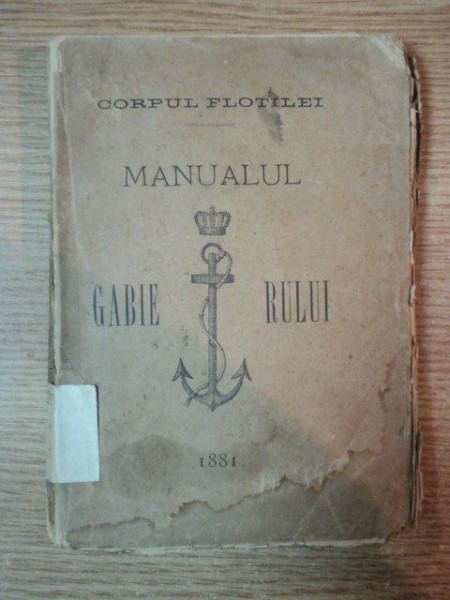 CORPUL FLOTILEI
MANUALUL
GABIE RULUI
1881